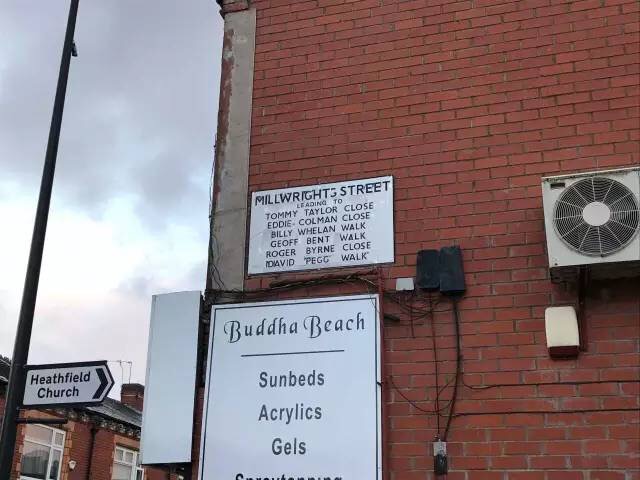 MILLWRIGHTS STREET
LEADING TO
TOMMY TAYLOR CLOSE
EDDIE COLMAN CLOSE
BILLY WHELAN WALK
GEOFF BENT WALK
ROGER BYRNE CLOSE
DAVID PEGG WALK
Buddha Beach
Sunbeds
Acrylics
Gels
Spraytanning
Heathfield
Church